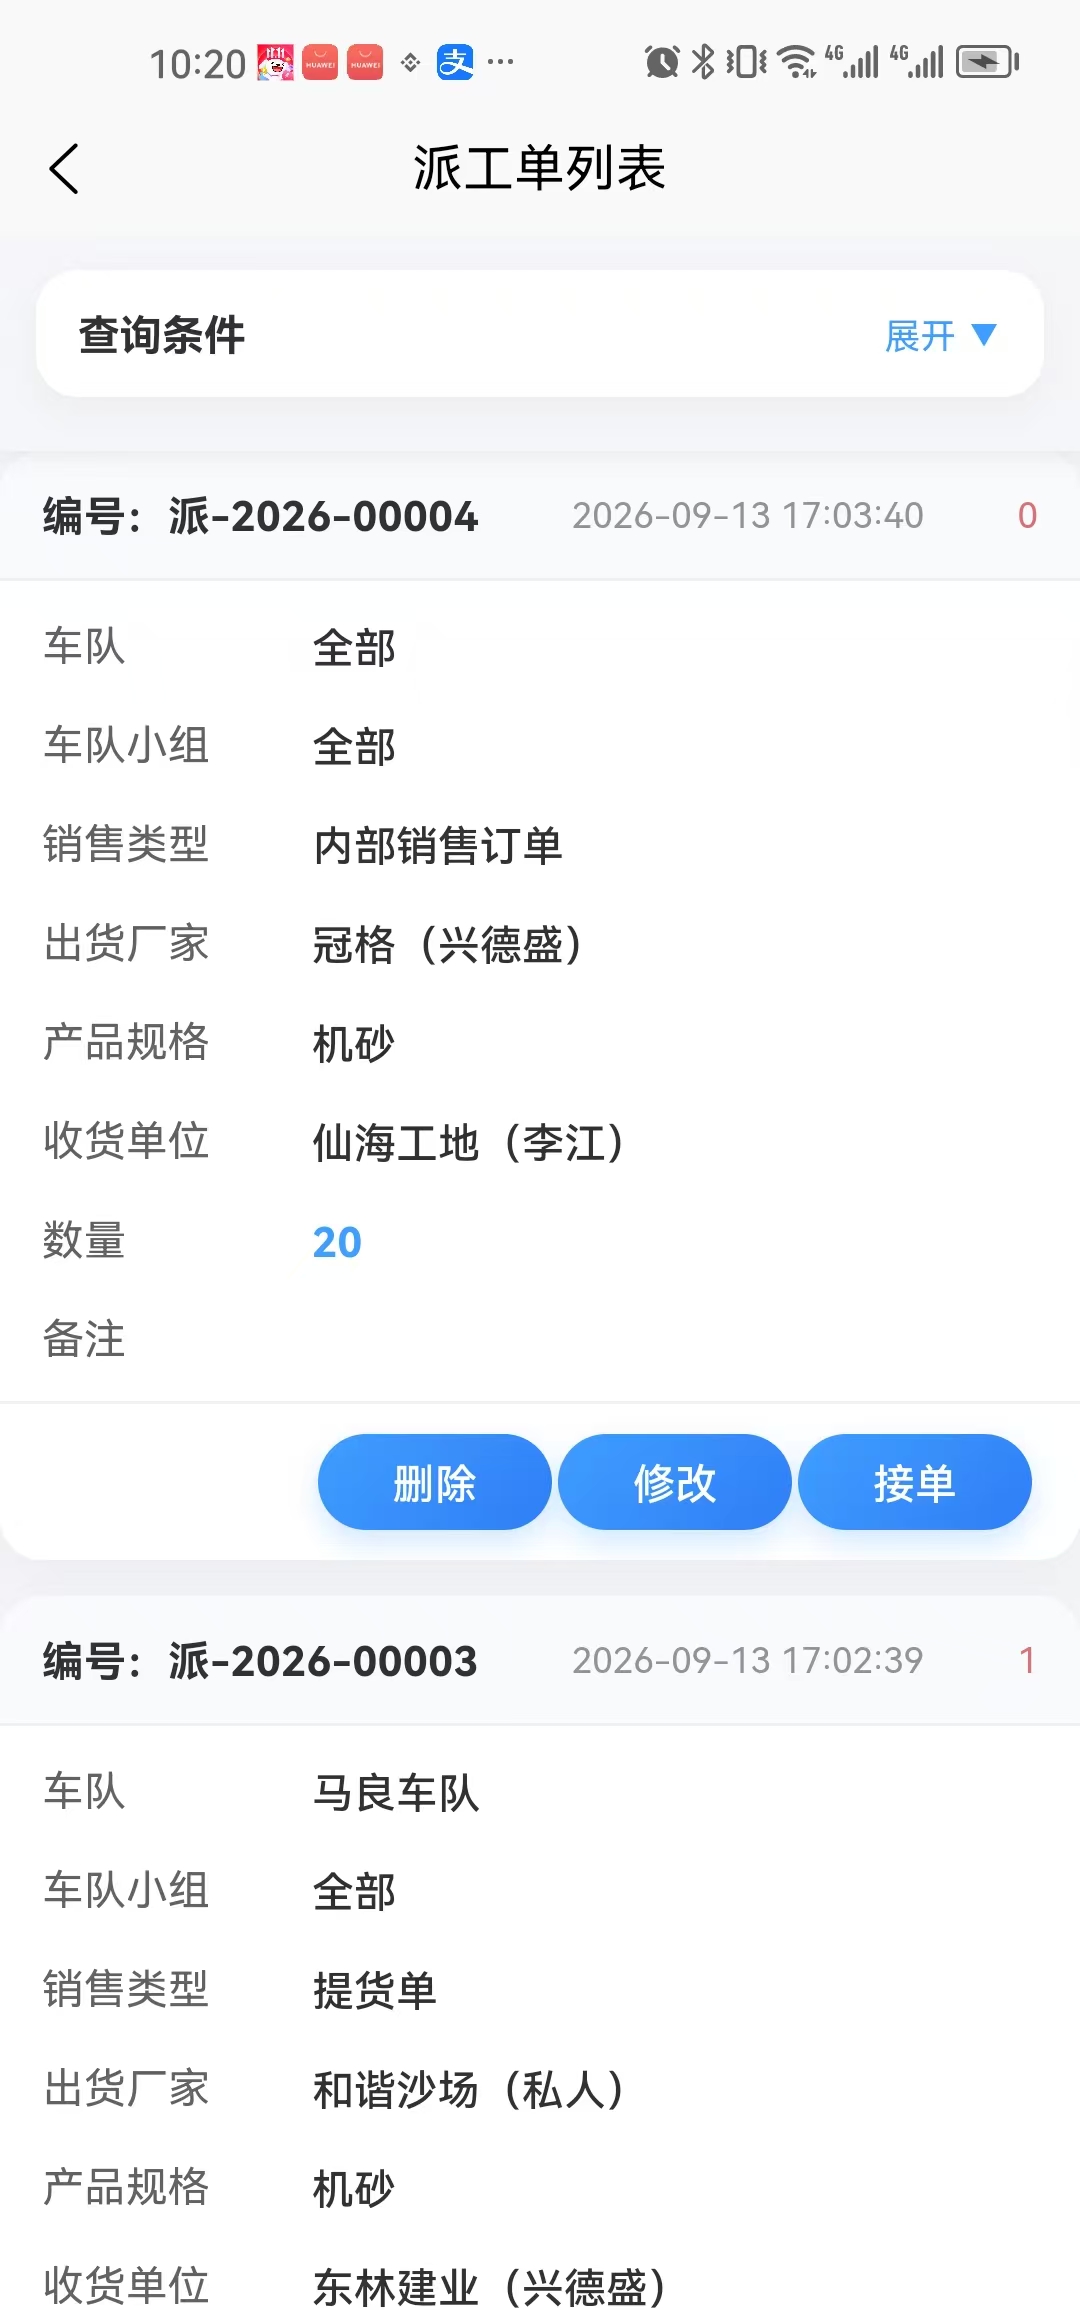 10:20
HUAWEI HUAWEI 支 4G 4G
派工单列表
查询条件 展开 ▼
编号：派-2026-00004 2026-09-13 17:03:40 0
车队 全部
车队小组 全部
销售类型 内部销售订单
出货厂家 冠格（兴德盛）
产品规格 机砂
收货单位 仙海工地（李江）
数量 20
备注
删除 修改 接单
编号：派-2026-00003 2026-09-13 17:02:39 1
车队 马良车队
车队小组 全部
销售类型 提货单
出货厂家 和谐沙场（私人）
产品规格 机砂
收货单位 东林建业（兴德盛）